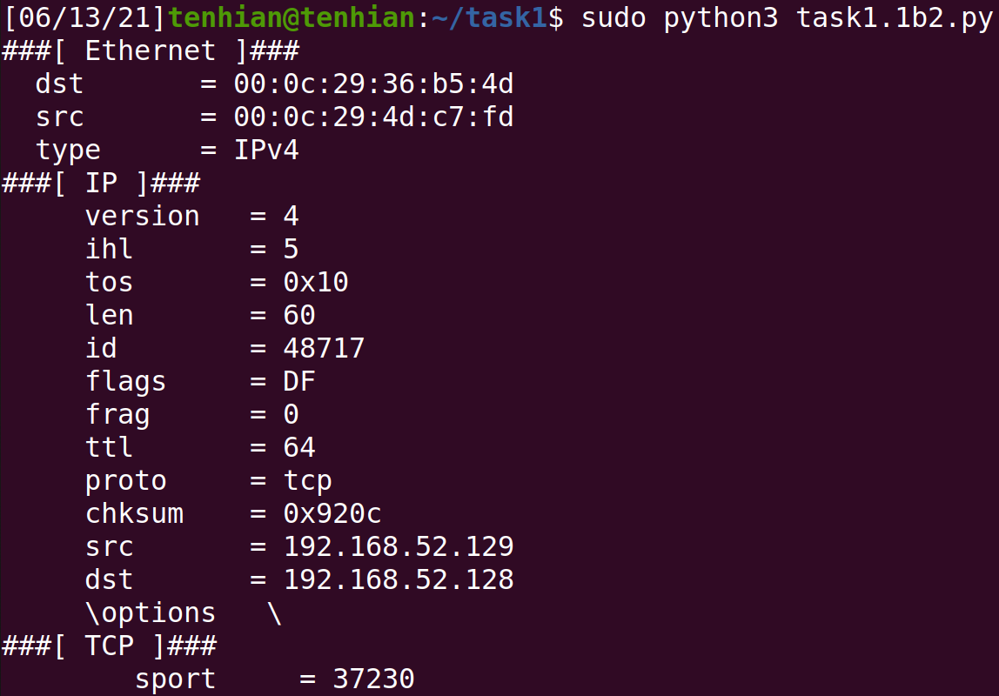 [06/13/21]tenhian@tenhian:~/task1$ sudo python3 task1.1b2.py
###[ Ethernet ]###
  dst       = 00:0c:29:36:b5:4d
  src       = 00:0c:29:4d:c7:fd
  type      = IPv4
###[ IP ]###
     version   = 4
     ihl       = 5
     tos       = 0x10
     len       = 60
     id        = 48717
     flags     = DF
     frag      = 0
     ttl       = 64
     proto     = tcp
     chksum    = 0x920c
     src       = 192.168.52.129
     dst       = 192.168.52.128
     \options   \
###[ TCP ]###
        sport     = 37230